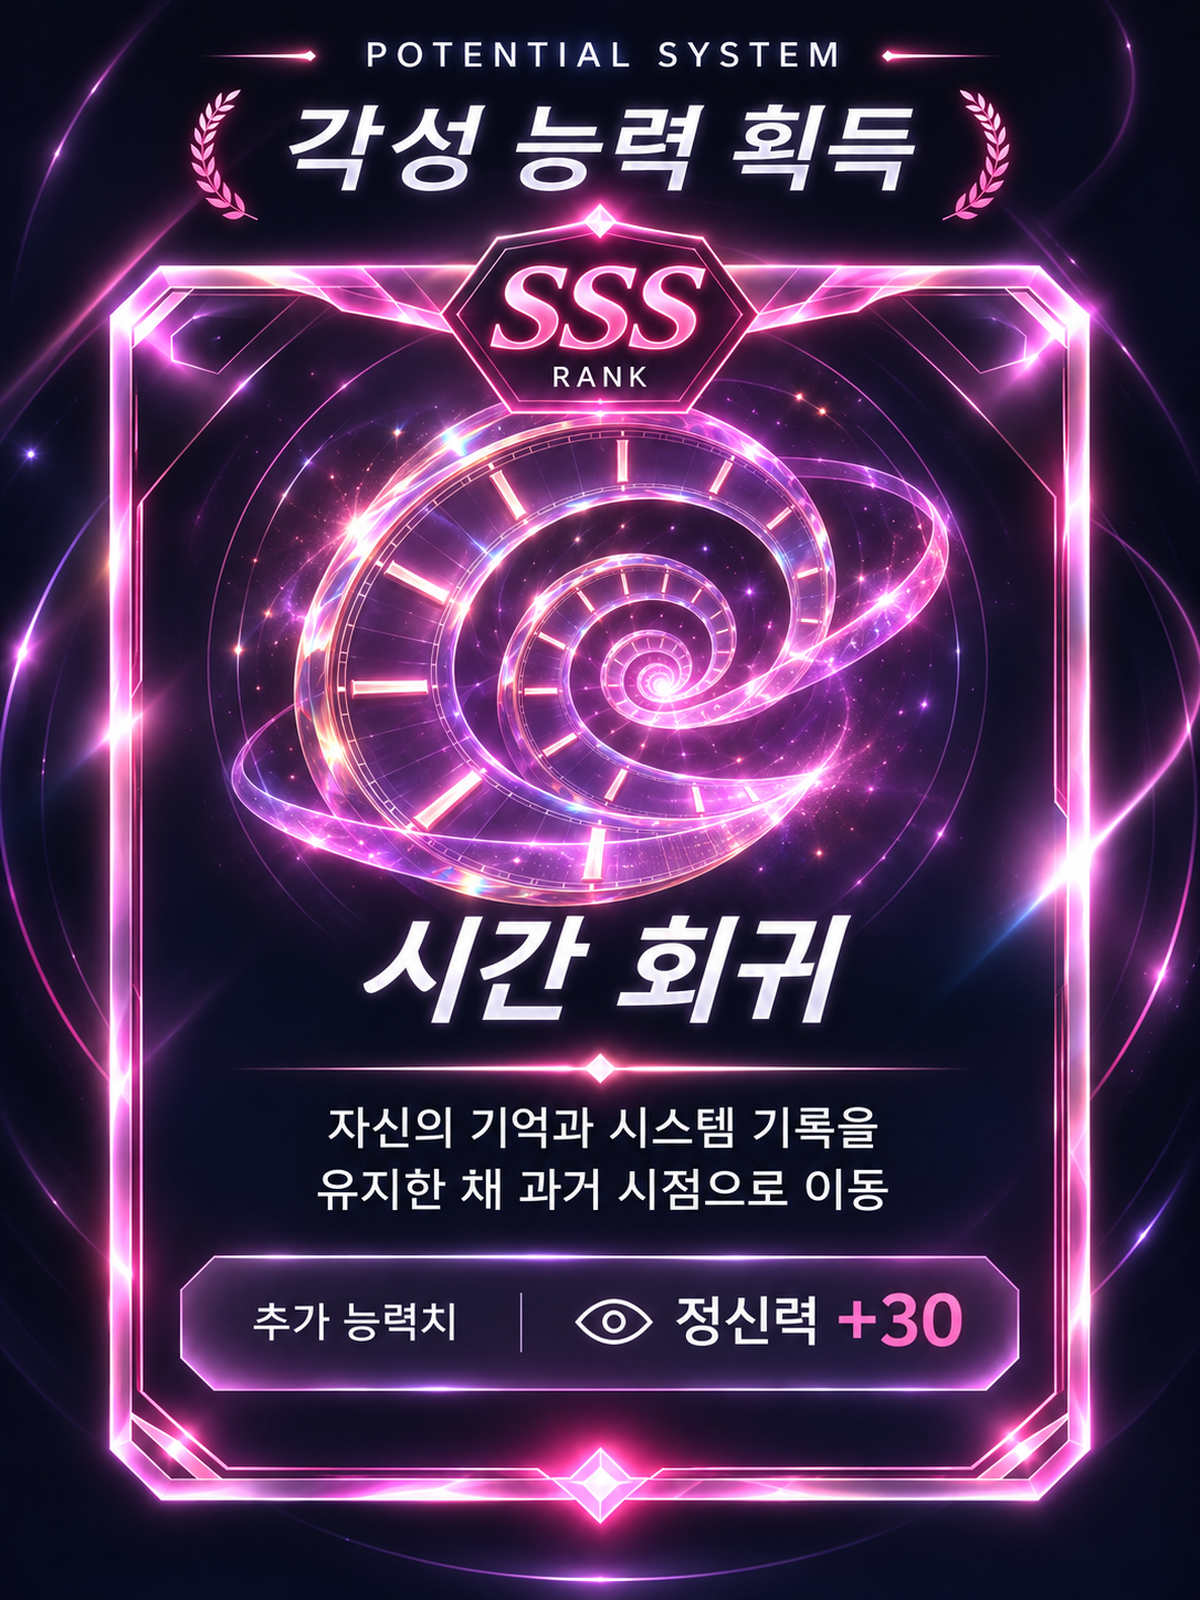 POTENTIAL SYSTEM
각성 능력 획득
SSS
RANK
시간 회귀
자신의 기억과 시스템 기록을
유지한 채 과거 시점으로 이동
추가 능력치
정신력 +30